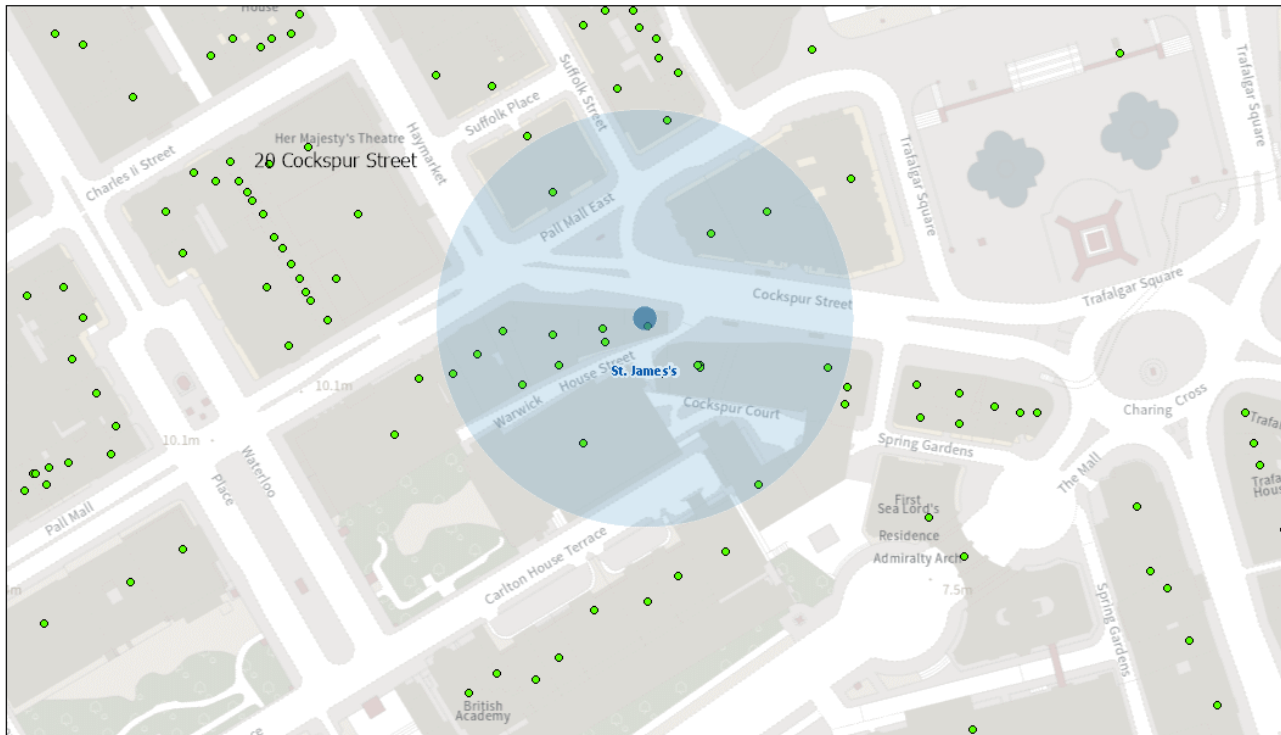 House
Suffolk Street
Trafalgar Square
Suffolk Place
Haymarket
Her Majesty's Theatre
20 Cockspur Street
Charles Ii Street
Trafalgar Square
Pall Mall East
Trafalgar Square
Cockspur Street
House Street
Warwick
St. James's
10.1m
Cockspur Court
Charing Cross
10.1m
Spring Gardens
Waterloo
Place
Pall Mall
The Mall
First
Sea Lord's
Residence
Admiralty Arch
7.5m
Carlton House Terrace
Spring Gardens
British
Academy